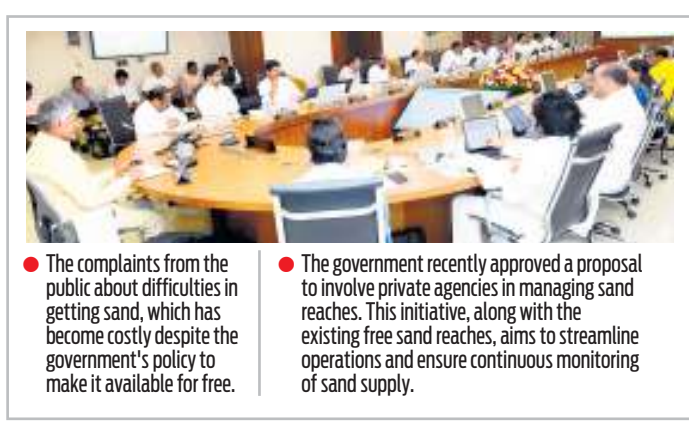 The complaints from the
public about difficulties in
getting sand, which has
become costly despite the
government's policy to
make it available for free.
The government recently approved a proposal
to involve private agencies in managing sand
reaches. This initiative, along with the
existing free sand reaches, aims to streamline
operations and ensure continuous monitoring
of sand supply.